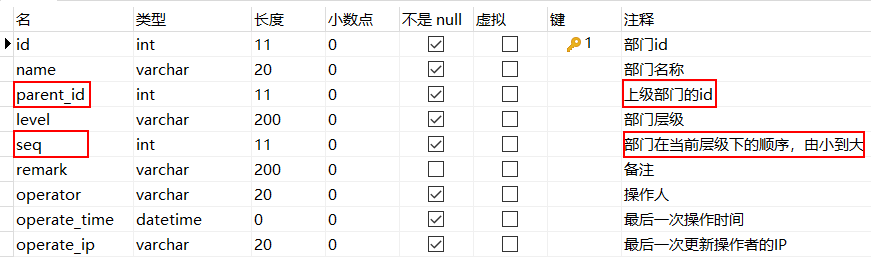 名 类型 长度 小数点 不是 null 虚拟 键 注释
id int 11 0 1 部门id
name varchar 20 0 部门名称
parent_id int 11 0 上级部门的id
level varchar 200 0 部门层级
seq int 11 0 部门在当前层级下的顺序，由小到大
remark varchar 200 0 备注
operator varchar 20 0 操作人
operate_time datetime 0 0 最后一次操作时间
operate_ip varchar 20 0 最后一次更新操作者的IP